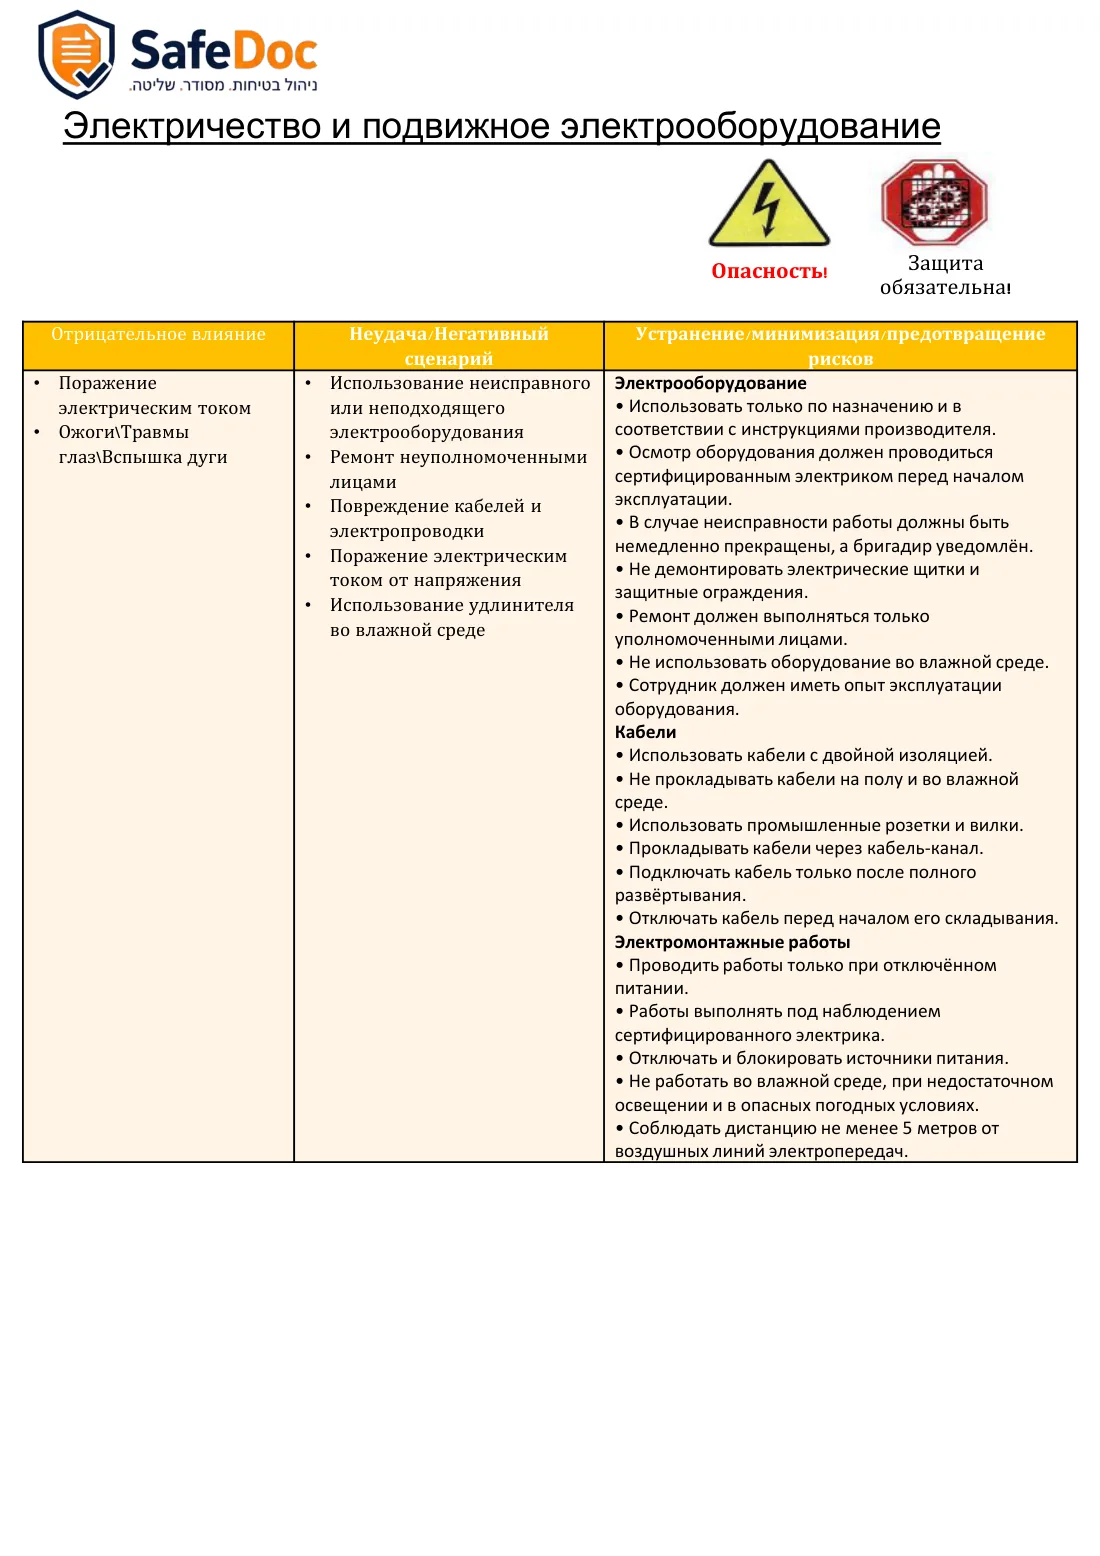 SafeDoc
ניהול בטיחות. מסודר. שליטה.
Электричество и подвижное электрооборудование
Опасность!
Защита
обязательна!
Отрицательное влияние
Неудача/Негативный
сценарий
Устранение/минимизация/предотвращение
рисков
• Поражение
электрическим током
• Ожоги\Травмы
глаз\Вспышка дуги
• Использование неисправного
или неподходящего
электрооборудования
• Ремонт неуполномоченными
лицами
• Повреждение кабелей и
электропроводки
• Поражение электрическим
током от напряжения
• Использование удлинителя
во влажной среде
Электрооборудование
• Использовать только по назначению и в
соответствии с инструкциями производителя.
• Осмотр оборудования должен проводиться
сертифицированным электриком перед началом
эксплуатации.
• В случае неисправности работы должны быть
немедленно прекращены, а бригадир уведомлён.
• Не демонтировать электрические щитки и
защитные ограждения.
• Ремонт должен выполняться только
уполномоченными лицами.
• Не использовать оборудование во влажной среде.
• Сотрудник должен иметь опыт эксплуатации
оборудования.
Кабели
• Использовать кабели с двойной изоляцией.
• Не прокладывать кабели на полу и во влажной
среде.
• Использовать промышленные розетки и вилки.
• Прокладывать кабели через кабель-канал.
• Подключать кабель только после полного
развёртывания.
• Отключать кабель перед началом его складывания.
Электромонтажные работы
• Проводить работы только при отключённом
питании.
• Работы выполнять под наблюдением
сертифицированного электрика.
• Отключать и блокировать источники питания.
• Не работать во влажной среде, при недостаточном
освещении и в опасных погодных условиях.
• Соблюдать дистанцию не менее 5 метров от
воздушных линий электропередач.